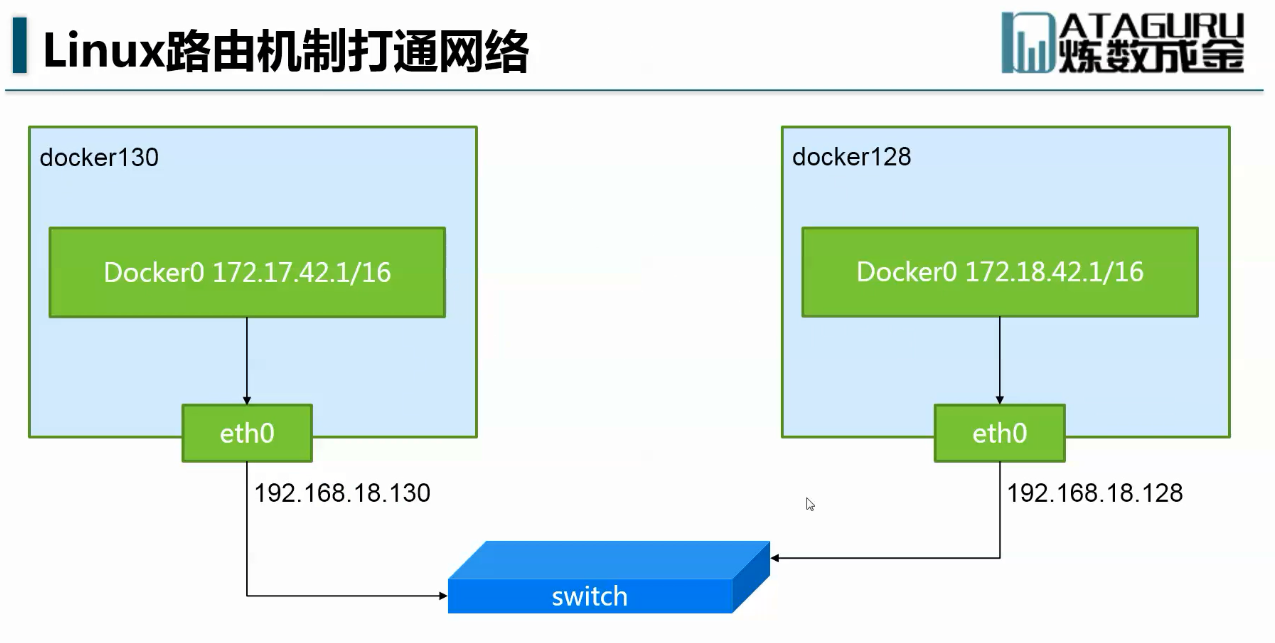 Linux路由机制打通网络
DATAGURU
炼数成金
docker130
Docker0 172.17.42.1/16
eth0
192.168.18.130
docker128
Docker0 172.18.42.1/16
eth0
192.168.18.128
switch